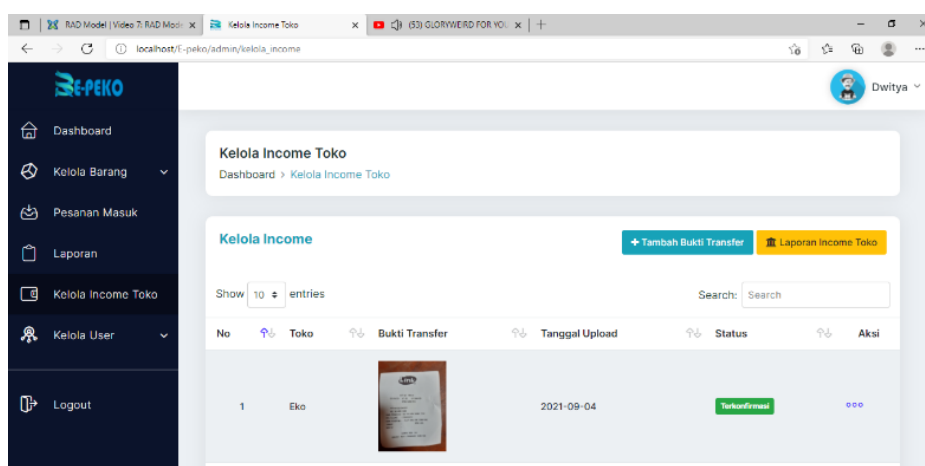 RAD Model | Video 7: RAD Mode
Kelola Income Toko
(53) GLORYWEIRD FOR YOU
localhost/E-peko/admin/kelola_income
E-PEKO
Dwitya
Dashboard
Kelola Barang
Pesanan Masuk
Laporan
Kelola Income Toko
Kelola User
Logout
Kelola Income Toko
Dashboard > Kelola Income Toko
Kelola Income
+ Tambah Bukti Transfer
Laporan Income Toko
Show 10 entries
Search: Search
No Toko Bukti Transfer Tanggal Upload Status Aksi
1 Eko 2021-09-04 Terkonfirmasi